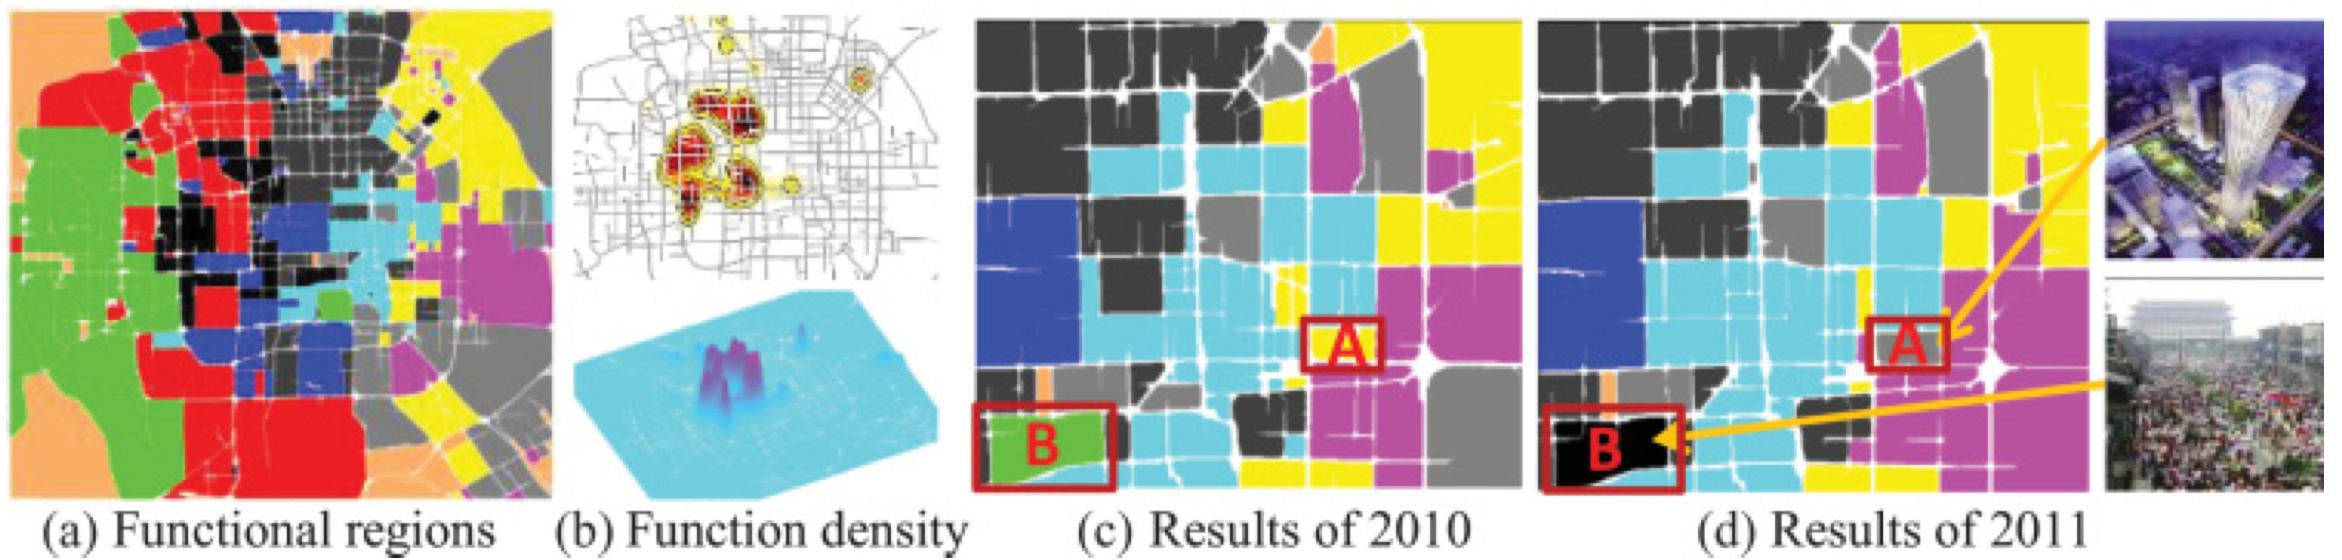 A
B
A
B
(a) Functional regions
(b) Function density
(c) Results of 2010
(d) Results of 2011